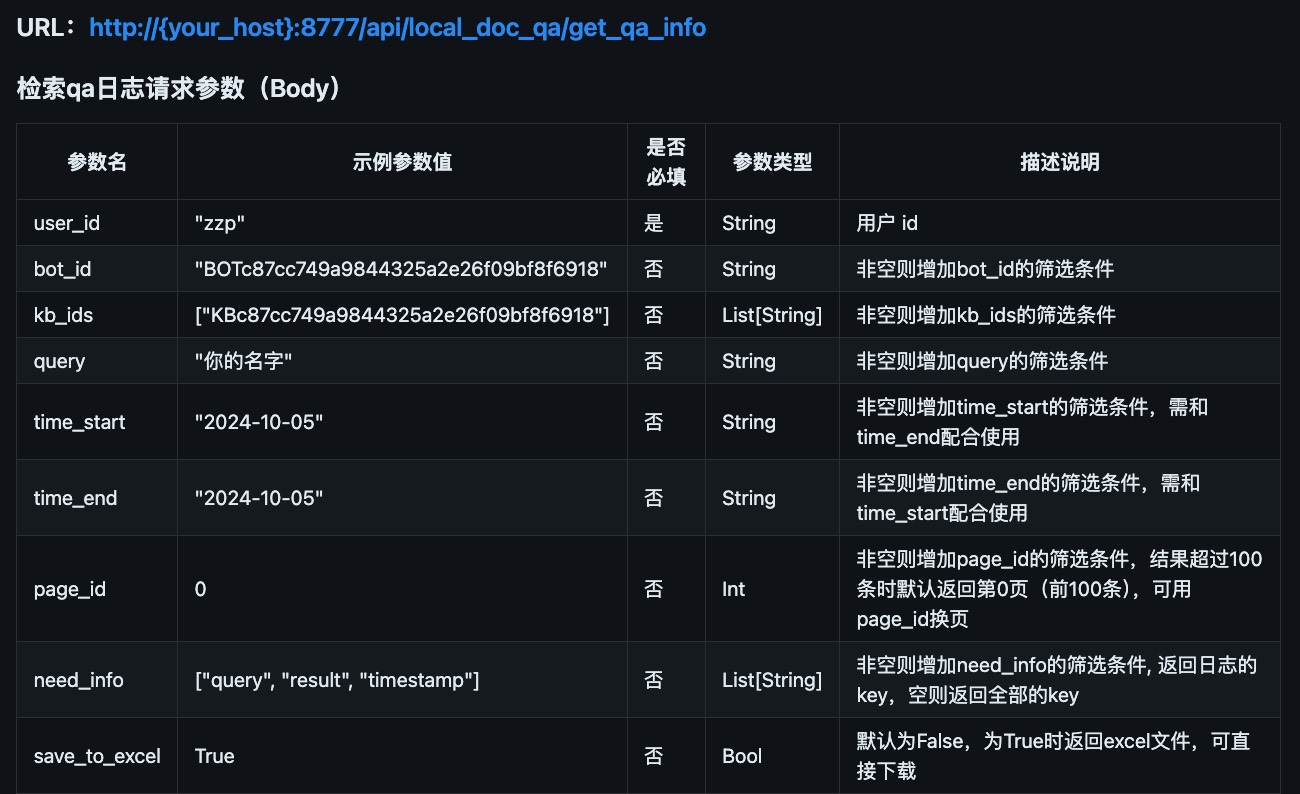 URL：http://{your_host}:8777/api/local_doc_qa/get_qa_info
检索qa日志请求参数（Body）
参数名 示例参数值 是否必填 参数类型 描述说明
user_id "zzp" 是 String 用户 id
bot_id "BOTc87cc749a9844325a2e26f09bf8f6918" 否 String 非空则增加bot_id的筛选条件
kb_ids ["KBc87cc749a9844325a2e26f09bf8f6918"] 否 List[String] 非空则增加kb_ids的筛选条件
query "你的名字" 否 String 非空则增加query的筛选条件
time_start "2024-10-05" 否 String 非空则增加time_start的筛选条件，需和
time_end配合使用
time_end "2024-10-05" 否 String 非空则增加time_end的筛选条件，需和
time_start配合使用
page_id 0 否 Int 非空则增加page_id的筛选条件，结果超过100
条时默认返回第0页（前100条），可用
page_id换页
need_info ["query", "result", "timestamp"] 否 List[String] 非空则增加need_info的筛选条件, 返回日志的
key，空则返回全部的key
save_to_excel True 否 Bool 默认为False，为True时返回excel文件，可直
接下载